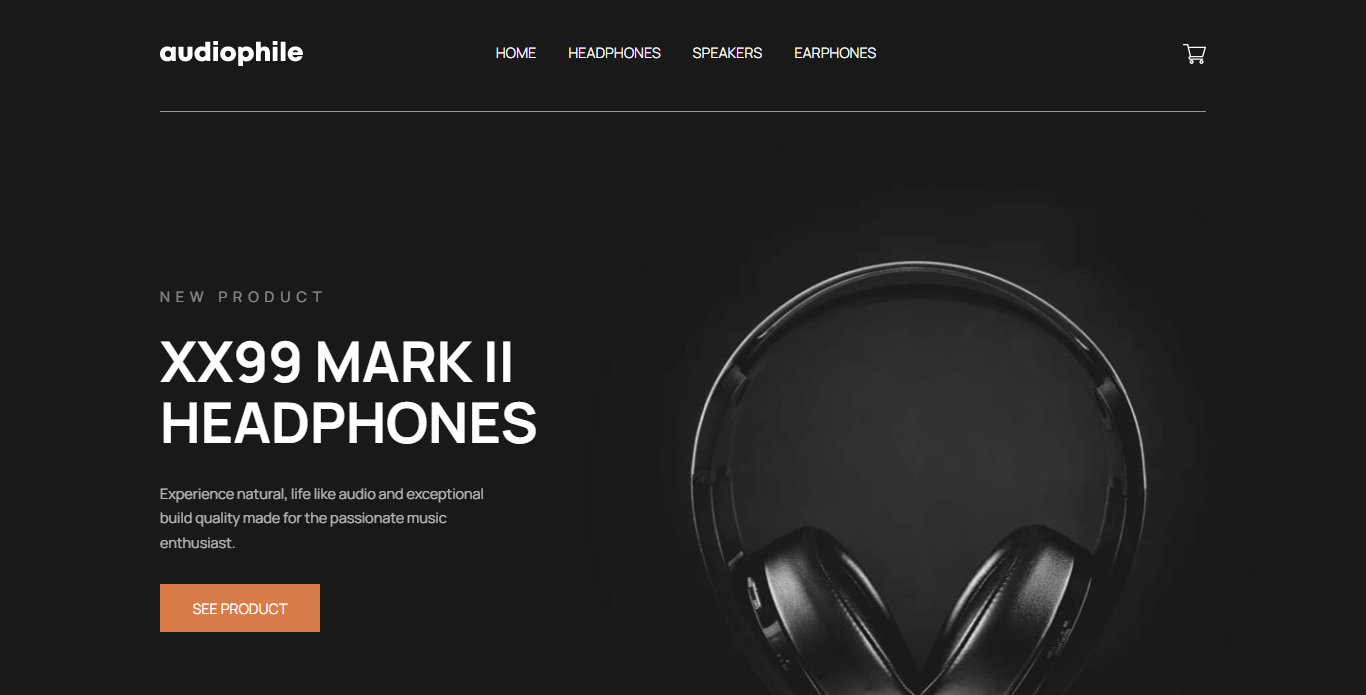 audiophile
HOME HEADPHONES SPEAKERS EARPHONES
NEW PRODUCT
XX99 MARK II
HEADPHONES
Experience natural, life like audio and exceptional
build quality made for the passionate music
enthusiast.
SEE PRODUCT